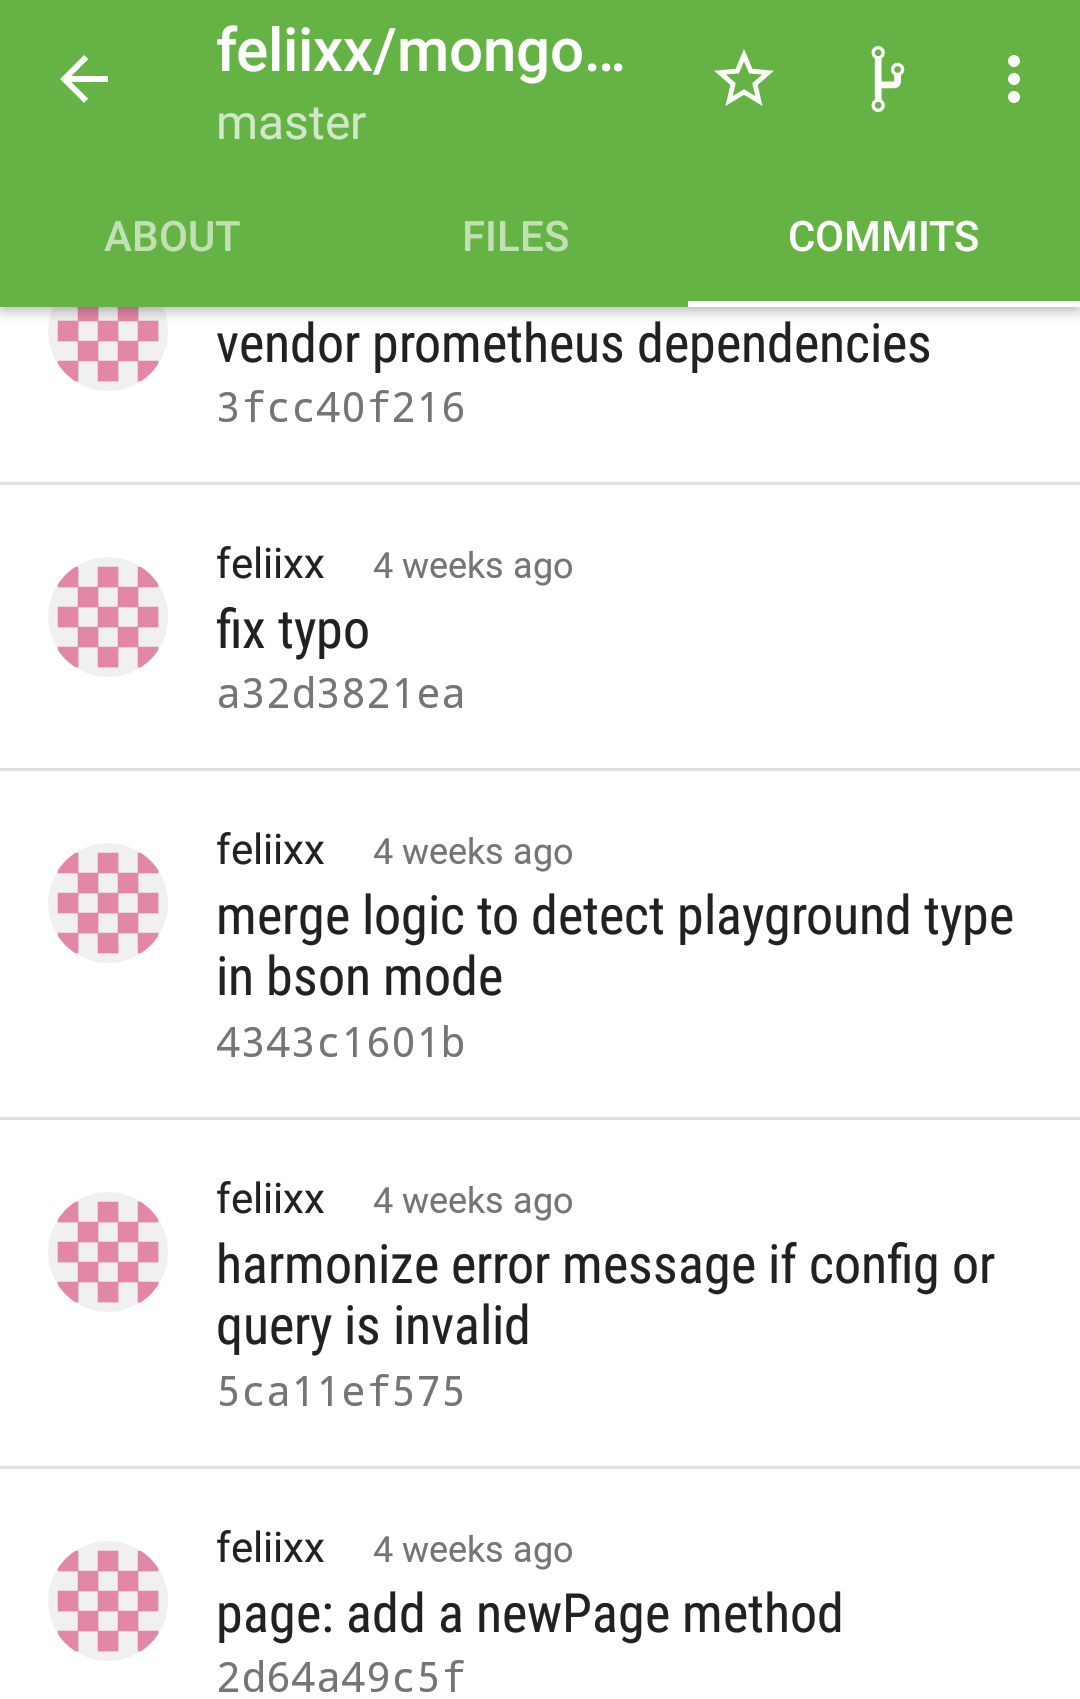 feliixx/mongo...
master
ABOUT FILES COMMITS
vendor prometheus dependencies
3fcc40f216
feliixx 4 weeks ago
fix typo
a32d3821ea
feliixx 4 weeks ago
merge logic to detect playground type
in bson mode
4343c1601b
feliixx 4 weeks ago
harmonize error message if config or
query is invalid
5ca11ef575
feliixx 4 weeks ago
page: add a newPage method
2d64a49c5f